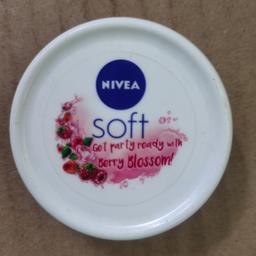 NIVEA
soft
Get party ready with
Berry Blossom!